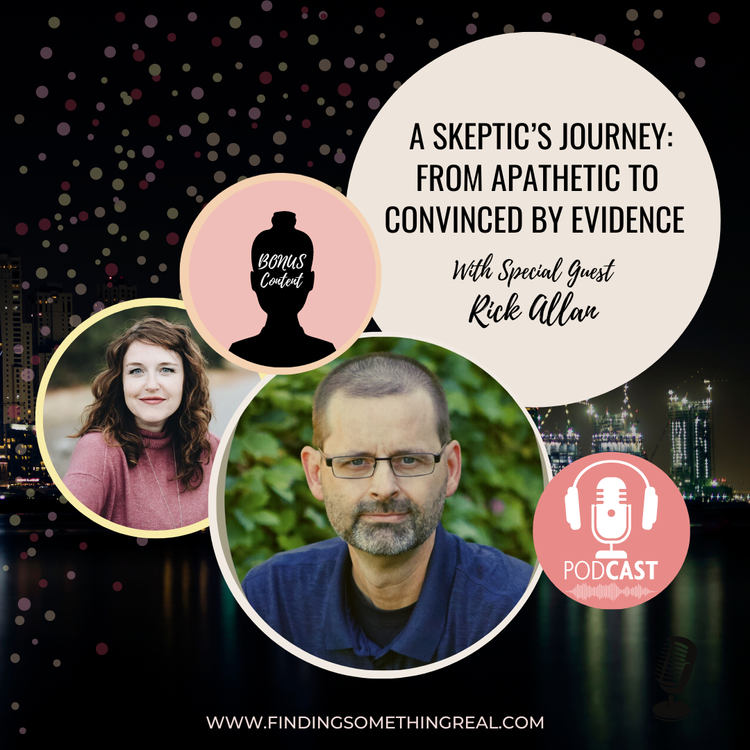 A SKEPTIC'S JOURNEY:
FROM APATHETIC TO
CONVINCED BY EVIDENCE
With Special Guest
Rick Allan
BONUS
Content
PODCAST
WWW.FINDINGSOMETHINGREAL.COM